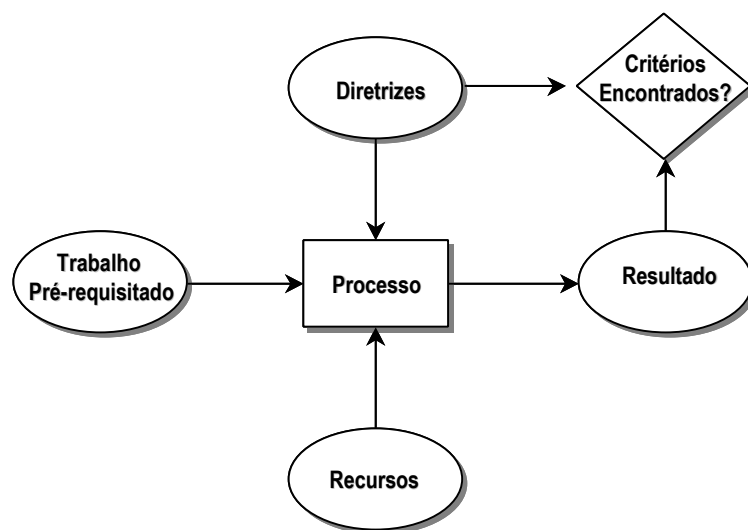 Diretrizes
Critérios
Encontrados?
Trabalho
Pré-requisitado
Processo
Resultado
Recursos